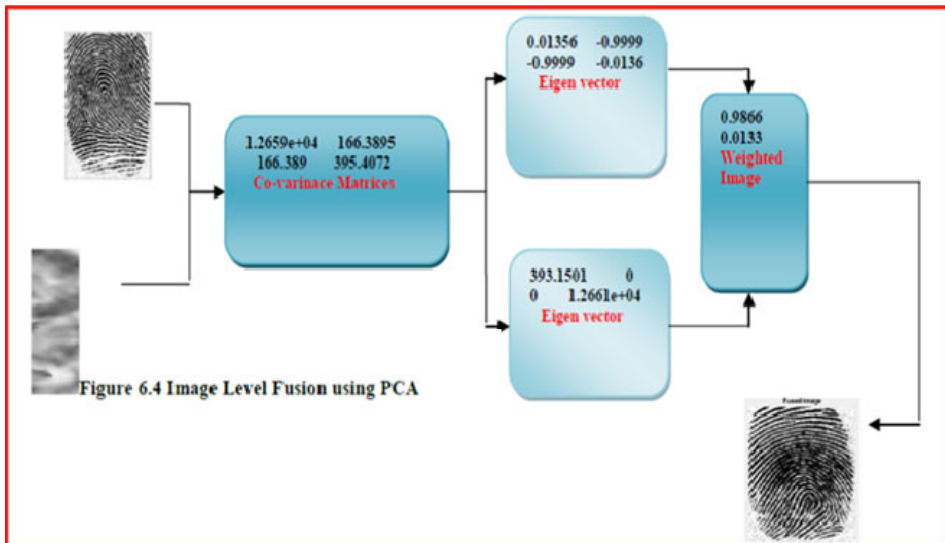 0.01356 -0.9999
-0.9999 -0.0136
Eigen vector
1.2659e+04 166.3895
166.389 395.4072
Co-varinace Matrices
0.9866
0.0133
Weighted
Image
393.1501 0
0 1.2661e+04
Eigen vector
Figure 6.4 Image Level Fusion using PCA
Fused Image